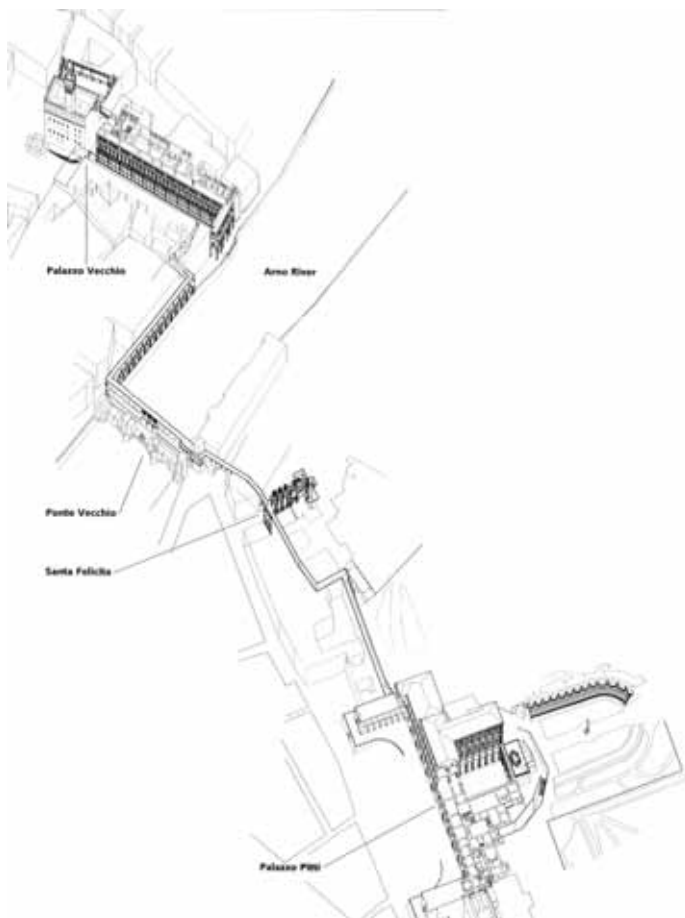 Palazzo Vecchio
Arno River
Ponte Vecchio
Santa Felicita
Palazzo Pitti